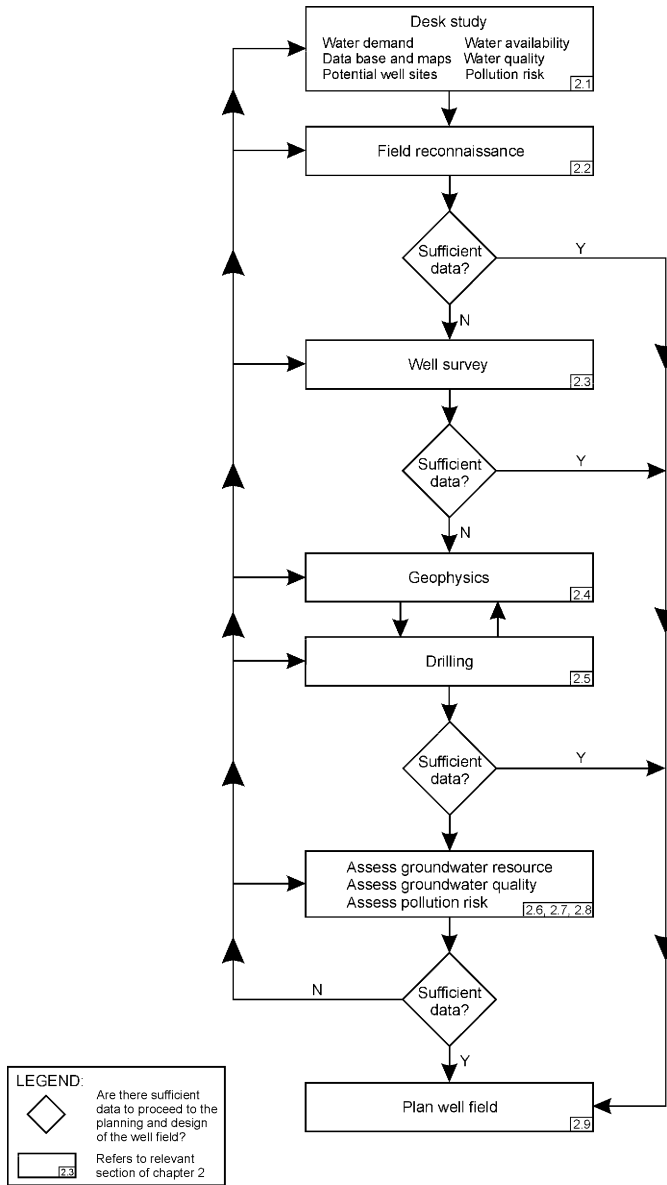 Desk study
Water demand Water availability
Data base and maps Water quality
Potential well sites Pollution risk
2.1
Field reconnaissance
2.2
Sufficient
data?
Y
N
Well survey
2.3
Sufficient
data?
Y
N
Geophysics
2.4
Drilling
2.5
Sufficient
data?
Y
Assess groundwater resource
Assess groundwater quality
Assess pollution risk
2.6, 2.7, 2.8
Sufficient
data?
N
Y
Plan well field
2.9
LEGEND:
Are there sufficient
data to proceed to the
planning and design
of the well field?
2.3
Refers to relevant
section of chapter 2